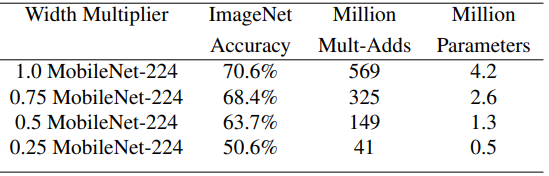 Width Multiplier ImageNet Million Million
Accuracy Mult-Adds Parameters
1.0 MobileNet-224 70.6% 569 4.2
0.75 MobileNet-224 68.4% 325 2.6
0.5 MobileNet-224 63.7% 149 1.3
0.25 MobileNet-224 50.6% 41 0.5